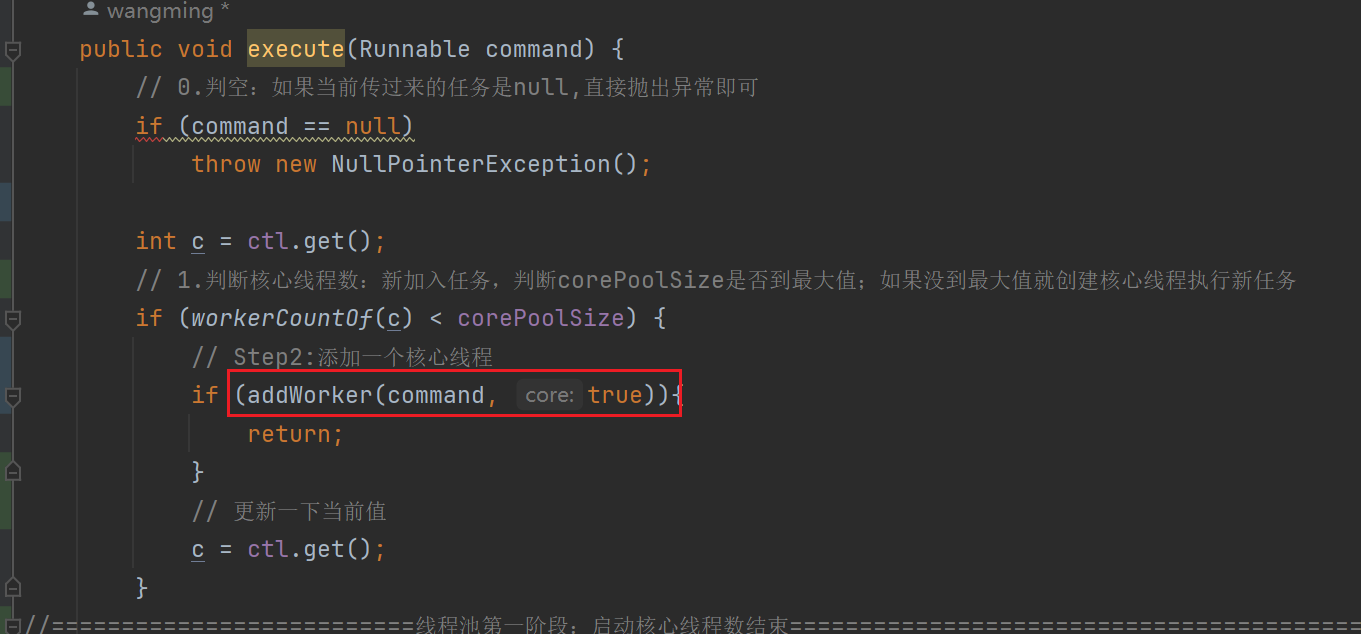 wangming *
public void execute(Runnable command) {
// 0.判空：如果当前传过来的任务是null,直接抛出异常即可
if (command == null)
throw new NullPointerException();
int c = ctl.get();
// 1.判断核心线程数：新加入任务，判断corePoolSize是否到最大值；如果没到最大值就创建核心线程执行新任务
if (workerCountOf(c) < corePoolSize) {
// Step2:添加一个核心线程
if (addWorker(command, core: true)){
return;
}
// 更新一下当前值
c = ctl.get();
}
//==========================线程池第一阶段：启动核心线程数结束=========================================